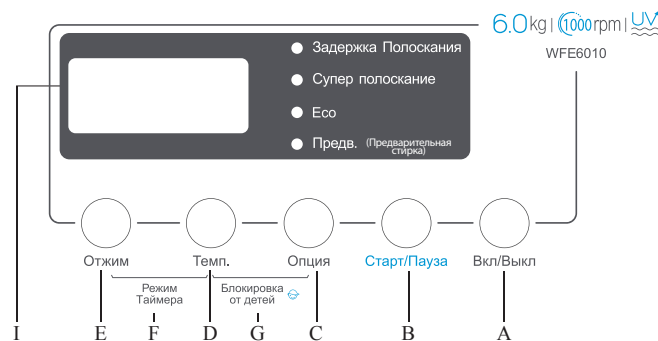 6.0kg | 1000rpm | UV
WFE6010
Задержка Полоскания
Супер полоскание
Eco
Предв. (Предварительная
стирка)
Отжим Темп. Опция Старт/Пауза Вкл/Выкл
Режим
Таймера
Блокировка
от детей
I E F D G C B A